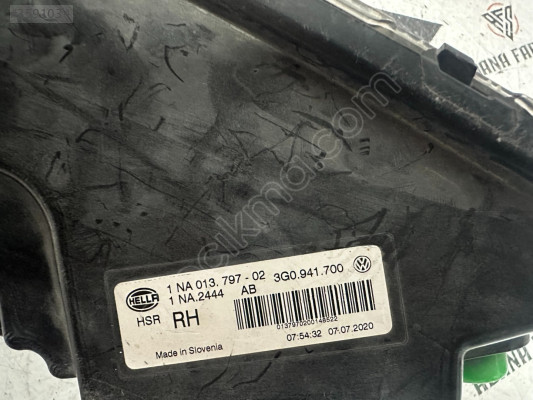 HELLA
HSR
1 NA 013.797 - 02 3G0.941.700
1 NA.2444 AB
RH
0137970200148522
Made in Slovenia
07:54:32 07.07.2020